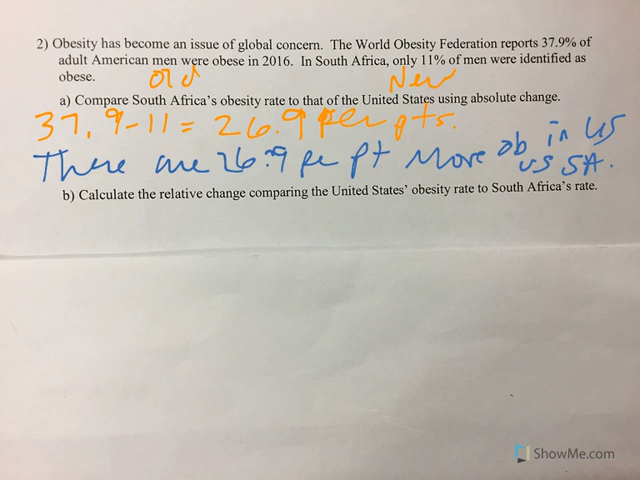 2) Obesity has become an issue of global concern. The World Obesity Federation reports 37.9% of
adult American men were obese in 2016. In South Africa, only 11% of men were identified as
obese.
Old New
a) Compare South Africa's obesity rate to that of the United States using absolute change.
37.9-11 = 26.9 per pts.
There are 26.9 pe pt more ob in US
vs SA.
b) Calculate the relative change comparing the United States' obesity rate to South Africa's rate.
ShowMe.com